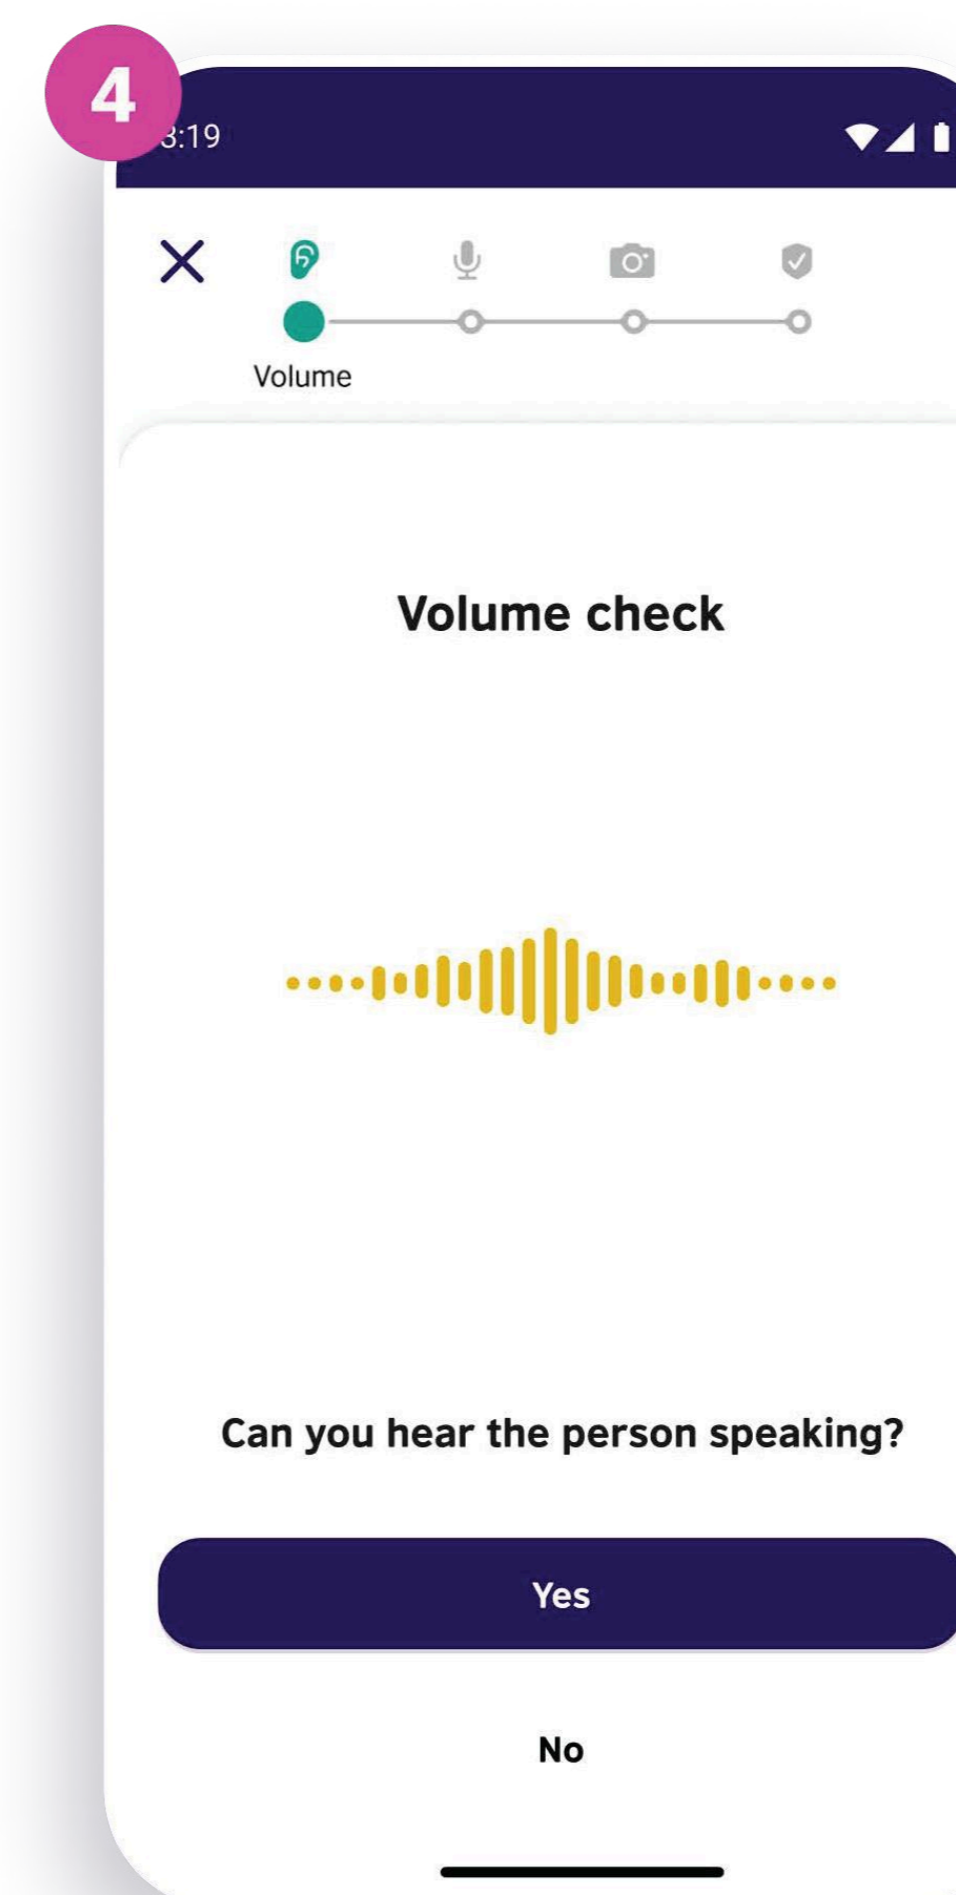 4
3:19
Volume
Volume check
Can you hear the person speaking?
Yes
No